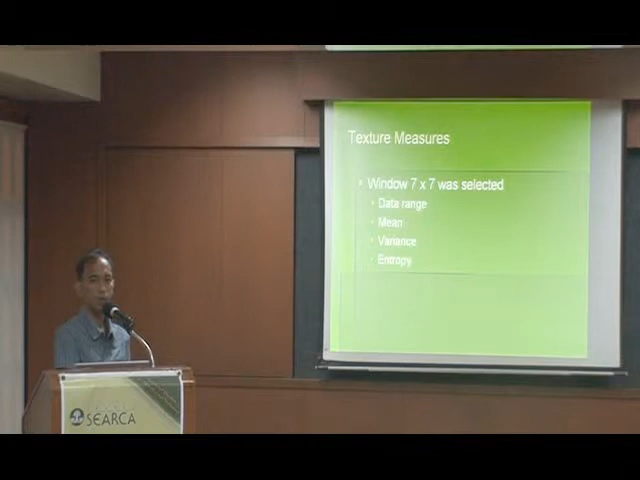 Texture Measures
• Window 7 x 7 was selected
• Data range
• Mean
• Variance
• Entropy
SEARCA